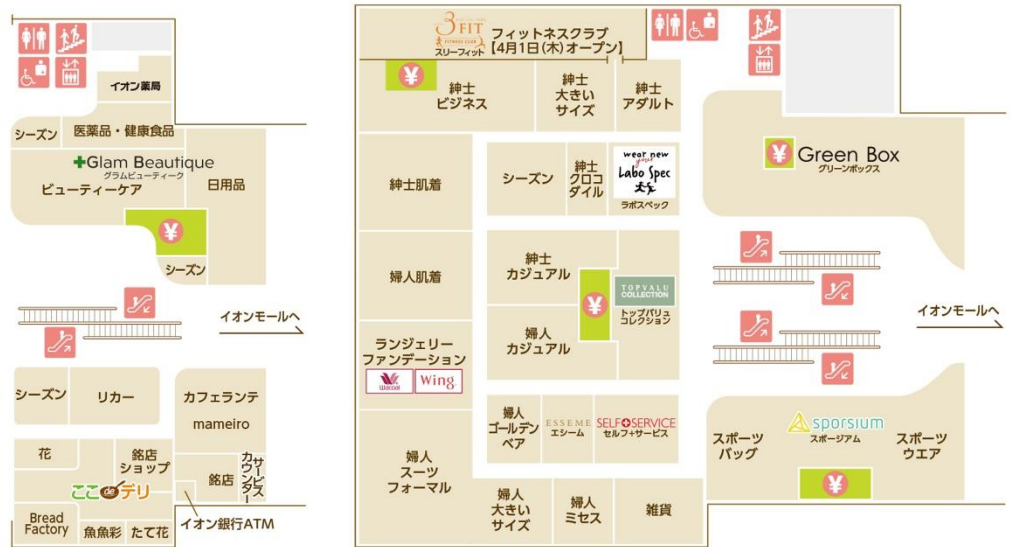 イオン薬局
シーズン
医薬品・健康食品
Glam Beautique
グラムビューティーク
ビューティーケア
日用品
¥
シーズン
イオンモールへ
シーズン
リカー
カフェランテ
mameiro
花
銘店
ショップ
ここdeデリ
銘店
サービス
カウンター
Bread
Factory
魚魚彩
たて花
イオン銀行ATM
3FIT
FITNESS CLUB
スリーフィット
フィットネスクラブ
【4月1日(木)オープン】
¥
紳士
ビジネス
紳士
大きい
サイズ
紳士
アダルト
紳士肌着
シーズン
紳士
クロコ
ダイル
wear new
your
Labo Spec
ラボスペック
¥
Green Box
グリーンボックス
婦人肌着
紳士
カジュアル
¥
TOPVALU
COLLECTION
トップバリュ
コレクション
婦人
カジュアル
ランジェリー
ファンデーション
Wacoal
Wing
イオンモールへ
婦人
ゴールデン
ベア
ESSEME
エシーム
SELF+SERVICE
セルフ+サービス
婦人
スーツ
フォーマル
婦人
大きい
サイズ
婦人
ミセス
雑貨
スポーツ
バッグ
sporsium
スポージアム
スポーツ
ウエア
¥